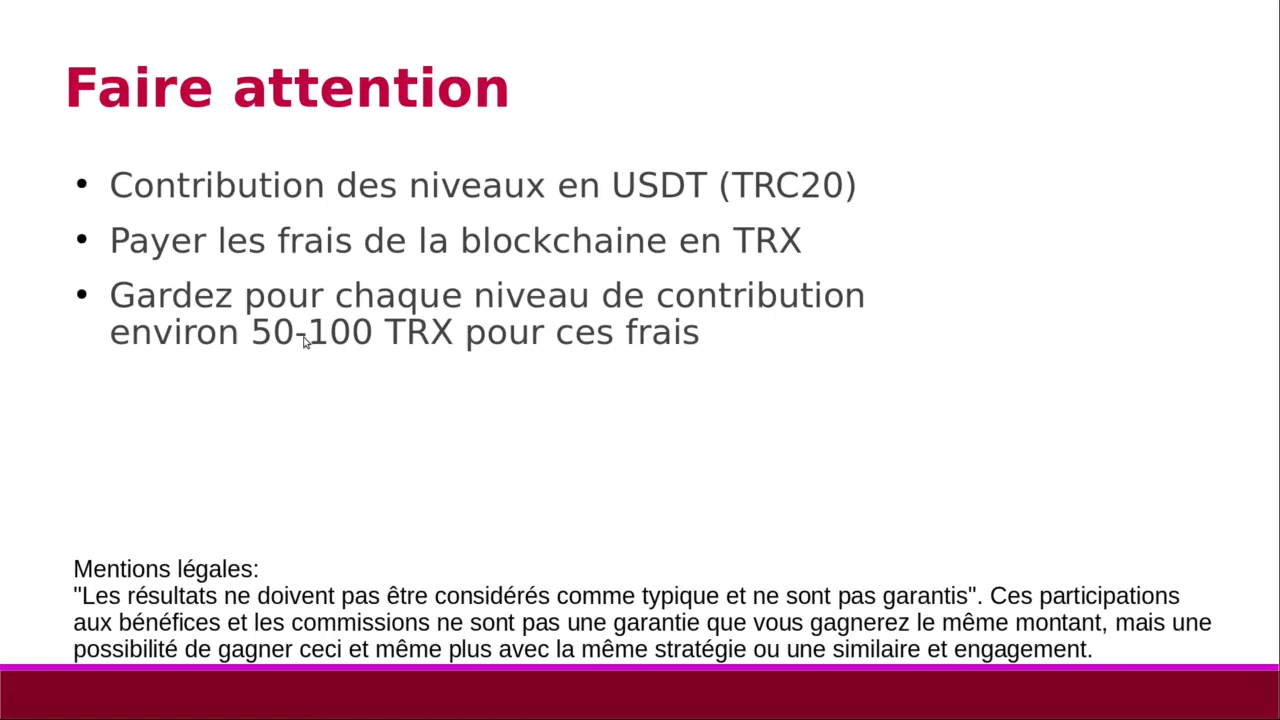 Faire attention
• Contribution des niveaux en USDT (TRC20)
• Payer les frais de la blockchaine en TRX
• Gardez pour chaque niveau de contribution
environ 50-100 TRX pour ces frais
Mentions légales:
"Les résultats ne doivent pas être considérés comme typique et ne sont pas garantis". Ces participations
aux bénéfices et les commissions ne sont pas une garantie que vous gagnerez le même montant, mais une
possibilité de gagner ceci et même plus avec la même stratégie ou une similaire et engagement.